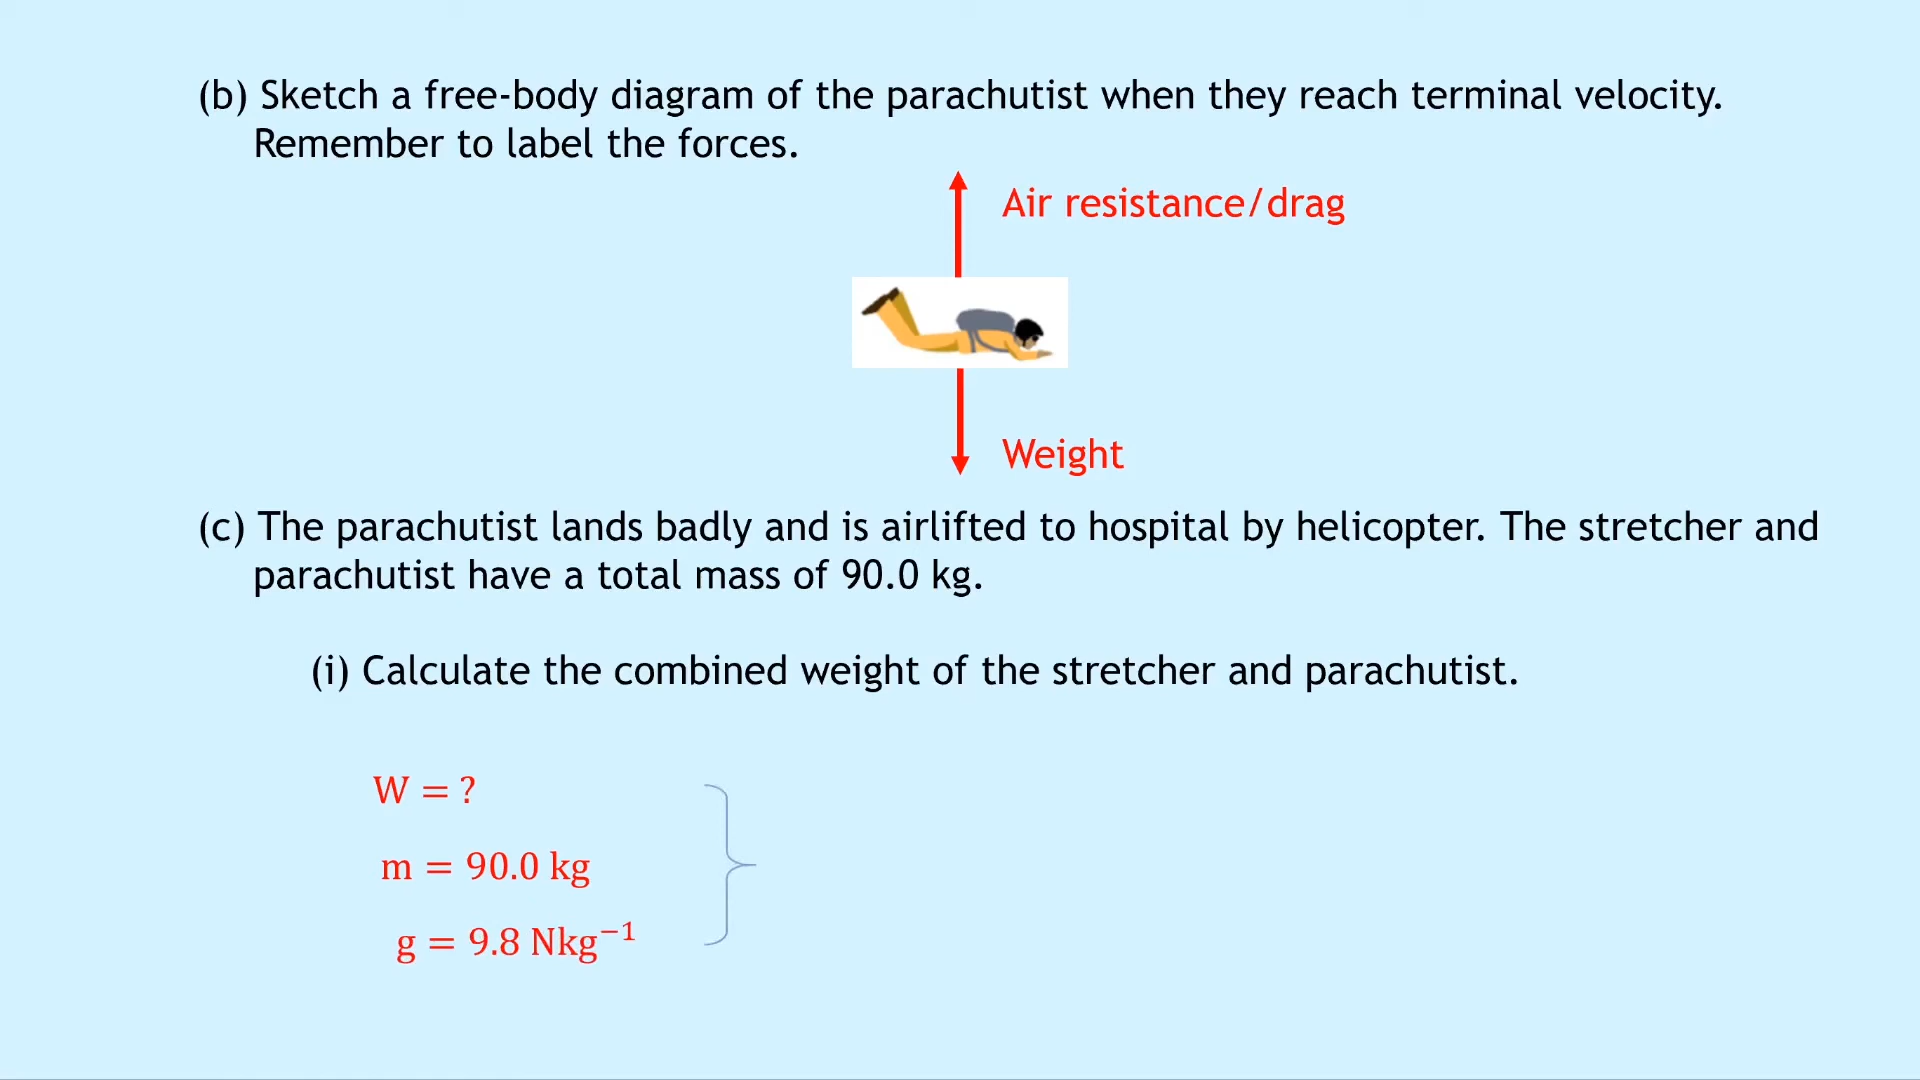 (b) Sketch a free-body diagram of the parachutist when they reach terminal velocity.
Remember to label the forces.
Air resistance/drag
Weight
(c) The parachutist lands badly and is airlifted to hospital by helicopter. The stretcher and
parachutist have a total mass of 90.0 kg.
(i) Calculate the combined weight of the stretcher and parachutist.
W = ?
m = 90.0 kg
g = 9.8 Nkg⁻¹